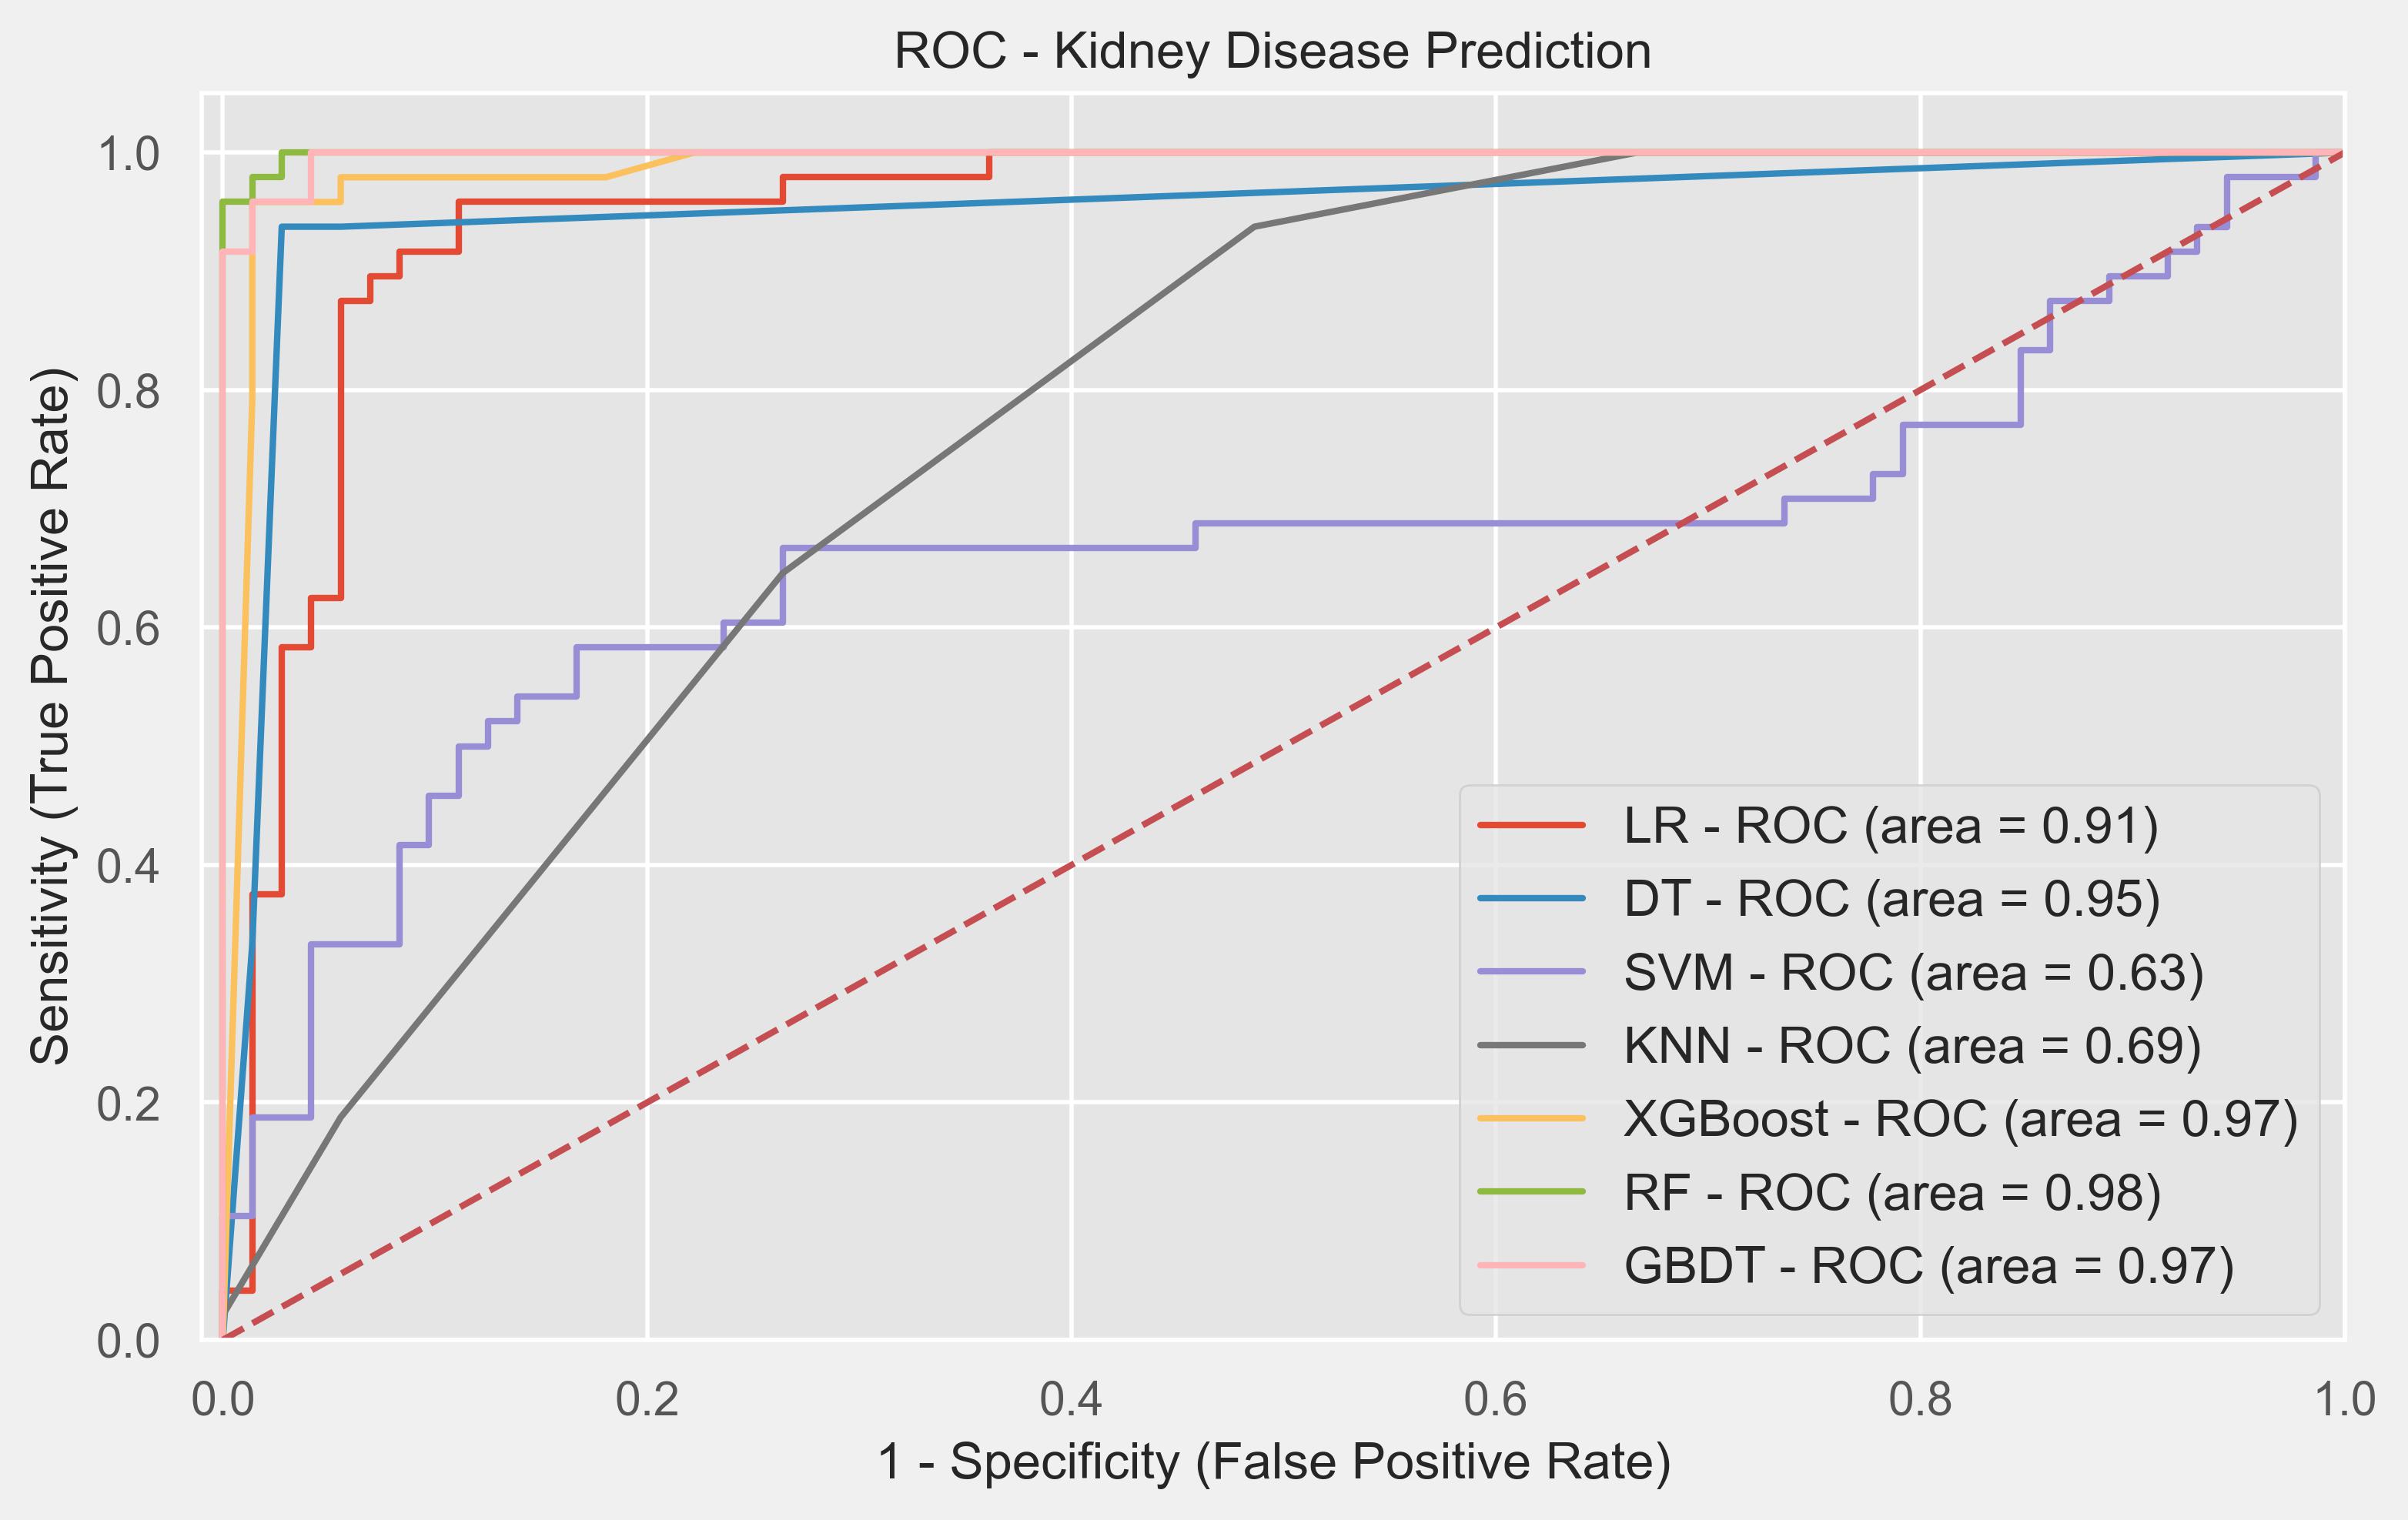 ROC - Kidney Disease Prediction
Sensitivity (True Positive Rate)
1.0
0.8
0.6
0.4
0.2
0.0
LR - ROC (area = 0.91)
DT - ROC (area = 0.95)
SVM - ROC (area = 0.63)
KNN - ROC (area = 0.69)
XGBoost - ROC (area = 0.97)
RF - ROC (area = 0.98)
GBDT - ROC (area = 0.97)
0.0 0.2 0.4 0.6 0.8 1.0
1 - Specificity (False Positive Rate)